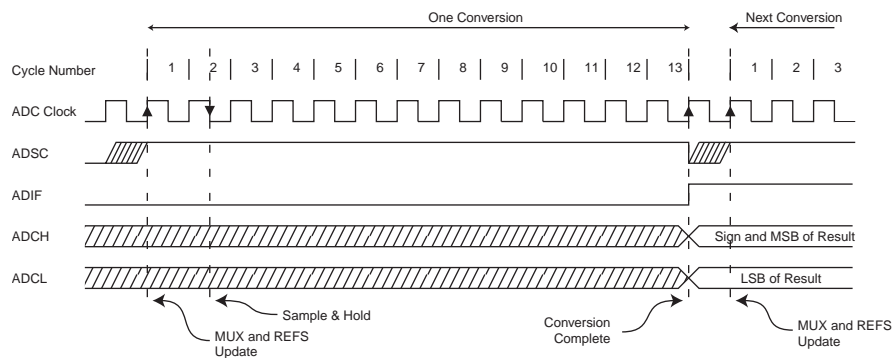 One Conversion
Next Conversion
Cycle Number
1 2 3 4 5 6 7 8 9 10 11 12 13 1 2 3
ADC Clock
ADSC
ADIF
ADCH
Sign and MSB of Result
ADCL
LSB of Result
Sample & Hold
MUX and REFS
Update
Conversion
Complete
MUX and REFS
Update